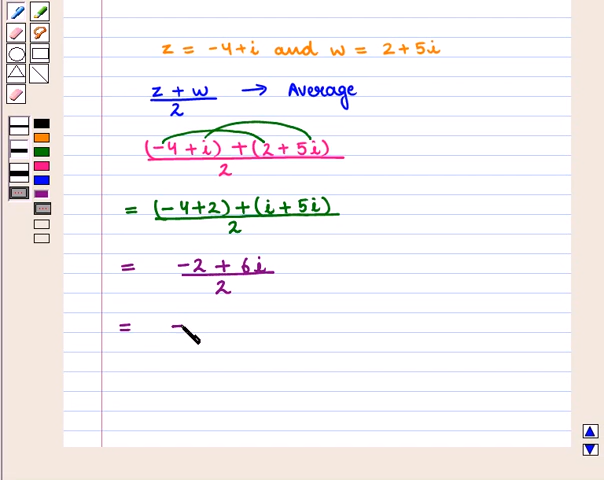 z = -4+i and w = 2+5i
z + w / 2 → Average
(-4 + i) + (2 + 5i) / 2
= (-4+2) + (i + 5i) / 2
= -2 + 6i / 2
= -